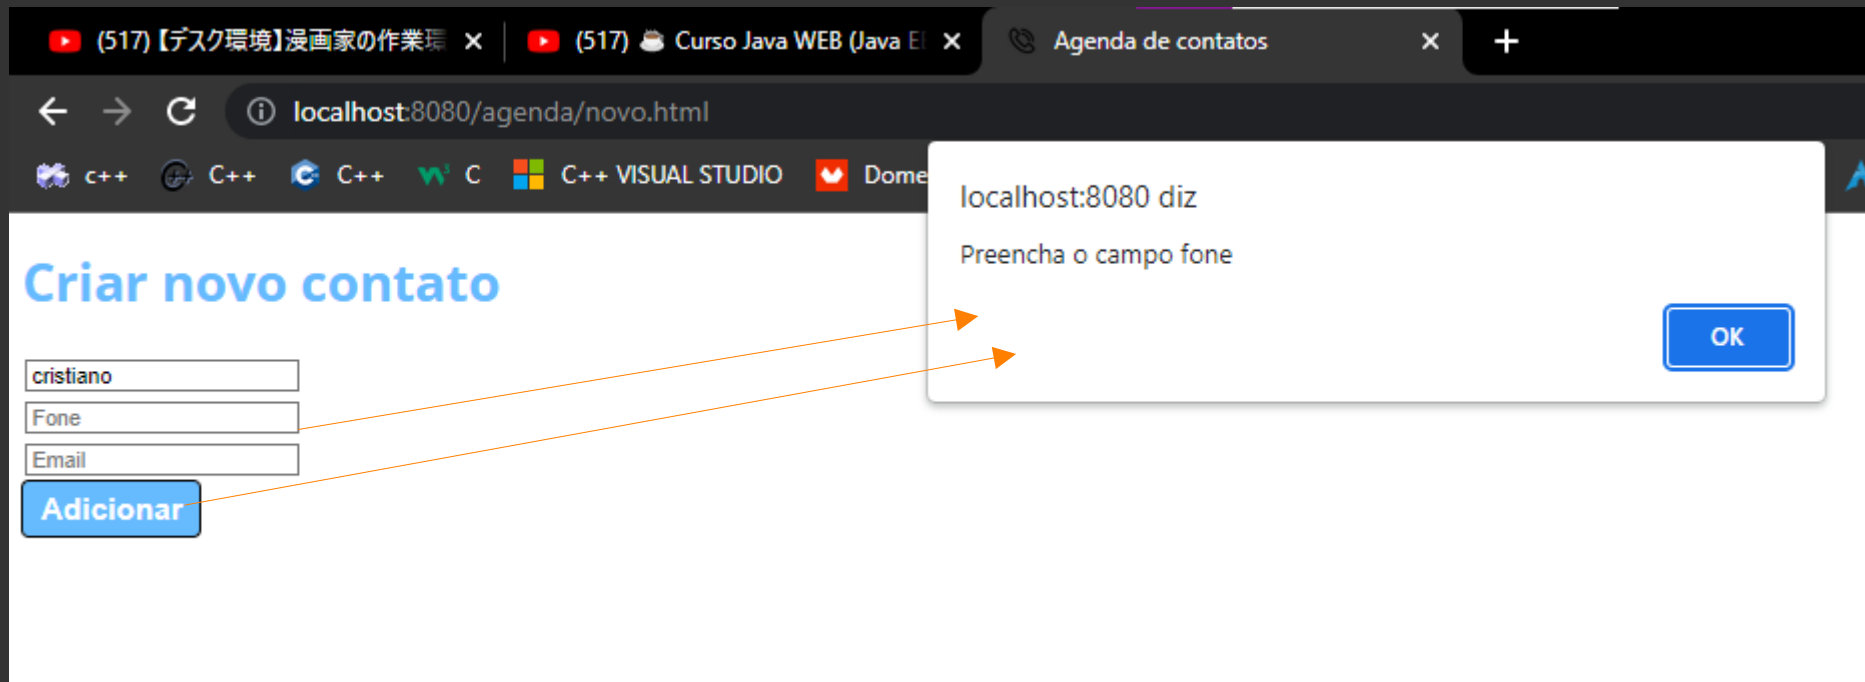 (517)【デスク環境】漫画家の作業環
(517) ☕ Curso Java WEB (Java EE
Agenda de contatos
localhost:8080/agenda/novo.html
c++
C++
C++
C
C++ VISUAL STUDIO
Dome
localhost:8080 diz
Preencha o campo fone
OK
Criar novo contato
cristiano
Fone
Email
Adicionar